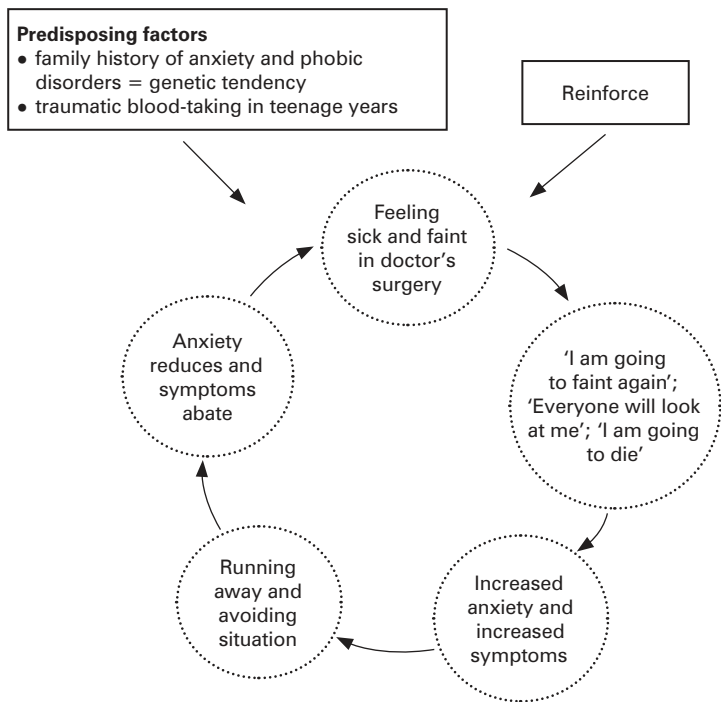 Predisposing factors
• family history of anxiety and phobic
disorders = genetic tendency
• traumatic blood-taking in teenage years
Reinforce
Feeling
sick and faint
in doctor’s
surgery
‘I am going
to faint again’;
‘Everyone will look
at me’; ‘I am going
to die’
Increased
anxiety and
increased
symptoms
Running
away and
avoiding
situation
Anxiety
reduces and
symptoms
abate